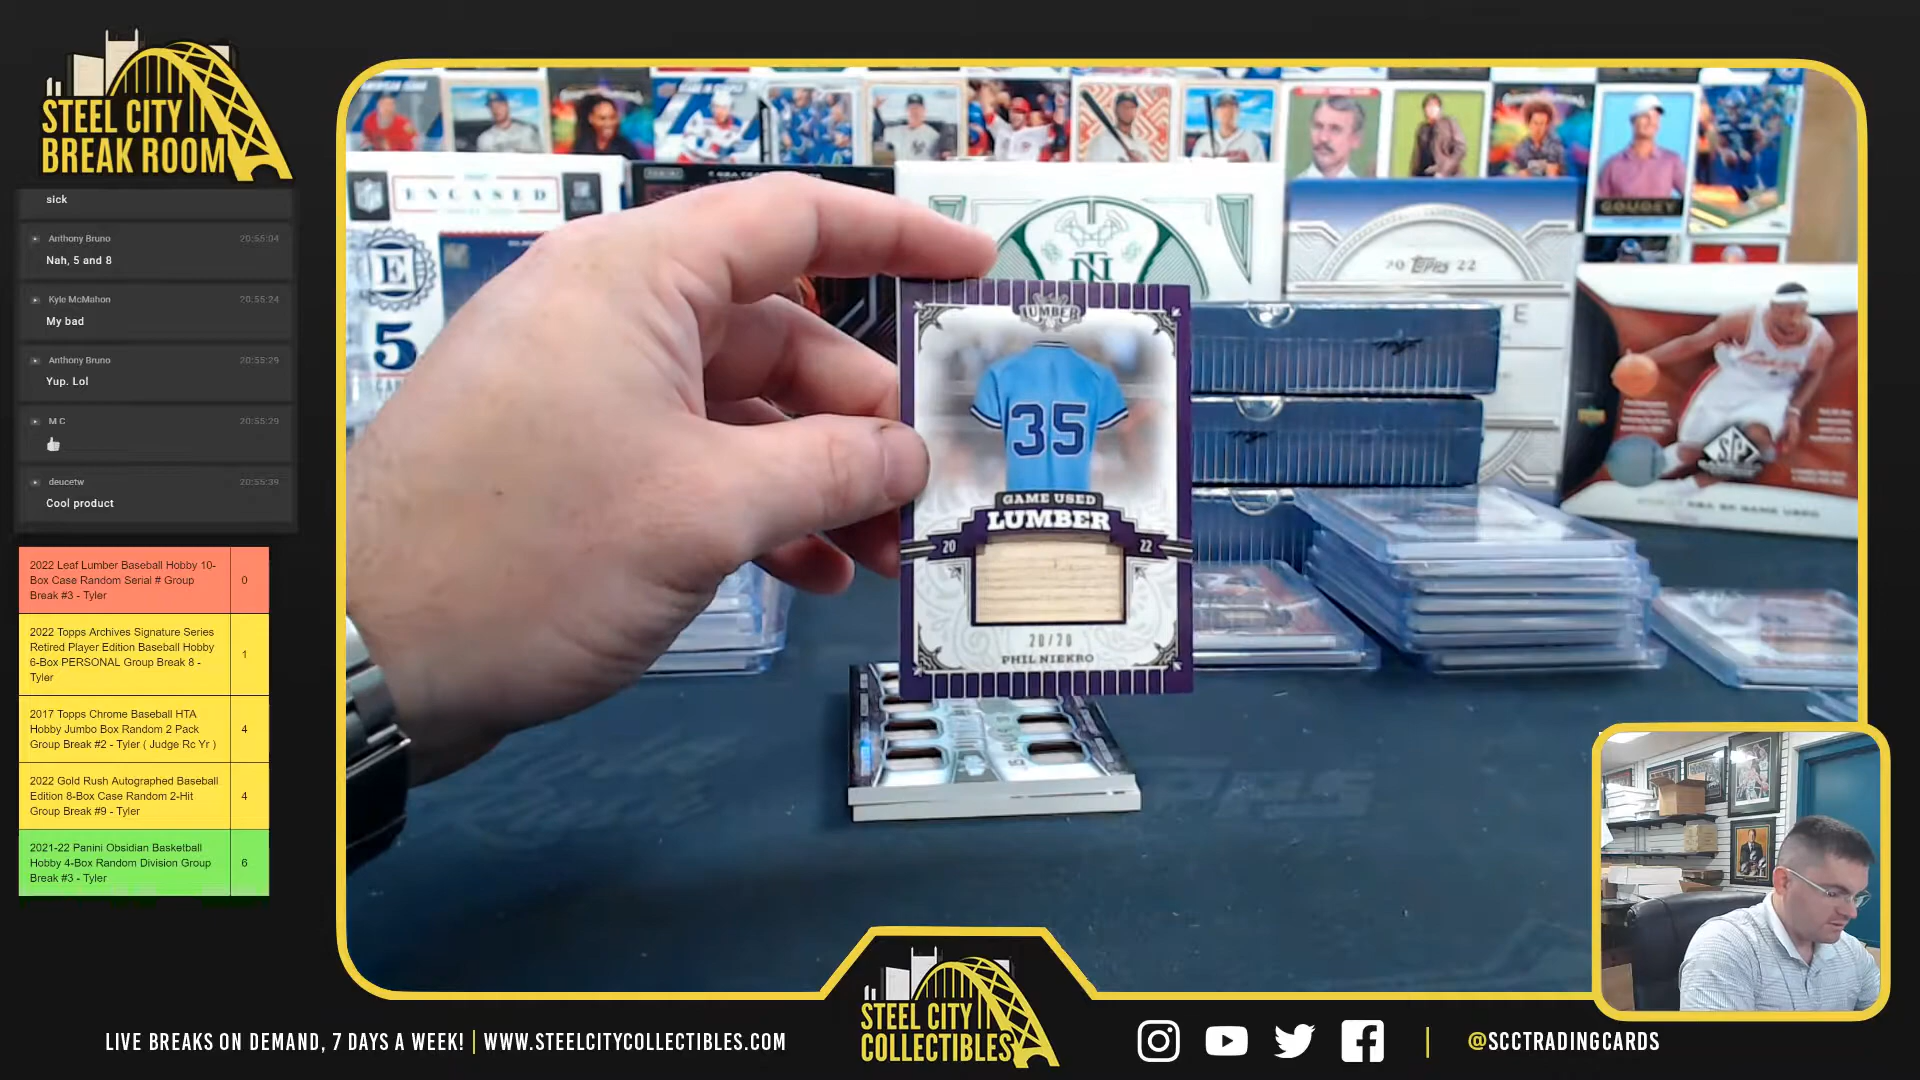 STEEL CITY
BREAK ROOM
sick
Anthony Bruno 20:55:04
Nah, 5 and 8
Kyle McMahon 20:55:24
My bad
Anthony Bruno 20:55:29
Yup. Lol
M C 20:55:29
deucetw 20:55:39
Cool product
2022 Leaf Lumber Baseball Hobby 10-
Box Case Random Serial # Group
Break #3 - Tyler
0
2022 Topps Archives Signature Series
Retired Player Edition Baseball Hobby
6-Box PERSONAL Group Break 8 -
Tyler
1
2017 Topps Chrome Baseball HTA
Hobby Jumbo Box Random 2 Pack
Group Break #2 - Tyler ( Judge Rc Yr )
4
2022 Gold Rush Autographed Baseball
Edition 8-Box Case Random 2-Hit
Group Break #9 - Tyler
4
2021-22 Panini Obsidian Basketball
Hobby 4-Box Random Division Group
Break #3 - Tyler
6
ENCASED
E
5
NT
20 Topps 22
GOUDEY
SP
LUMBER
35
GAME USED
LUMBER
20 22
20/20
PHIL NIEKRO
LIVE BREAKS ON DEMAND, 7 DAYS A WEEK! | WWW.STEELCITYCOLLECTIBLES.COM
STEEL CITY
COLLECTIBLES
@SCCTRADINGCARDS